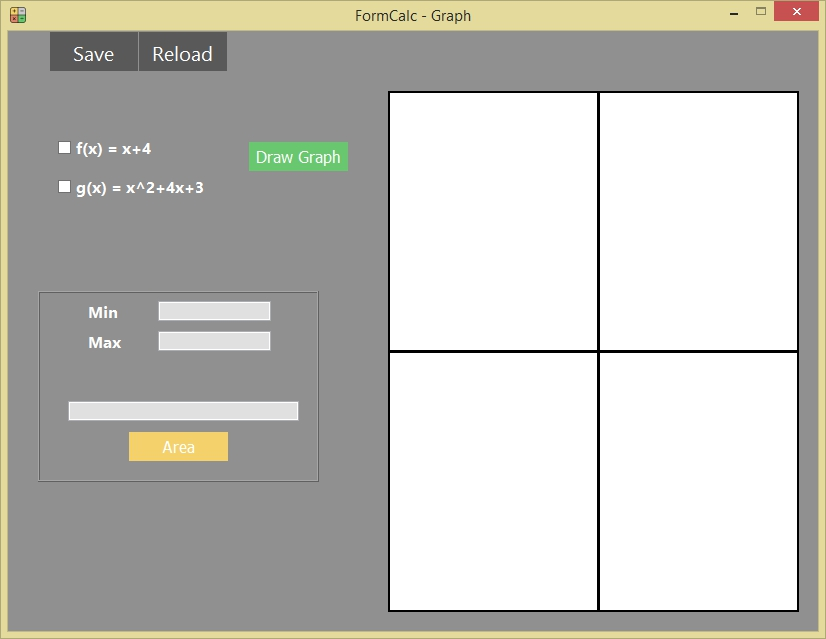 FormCalc - Graph
Save Reload
f(x) = x+4
Draw Graph
g(x) = x^2+4x+3
Min
Max
Area